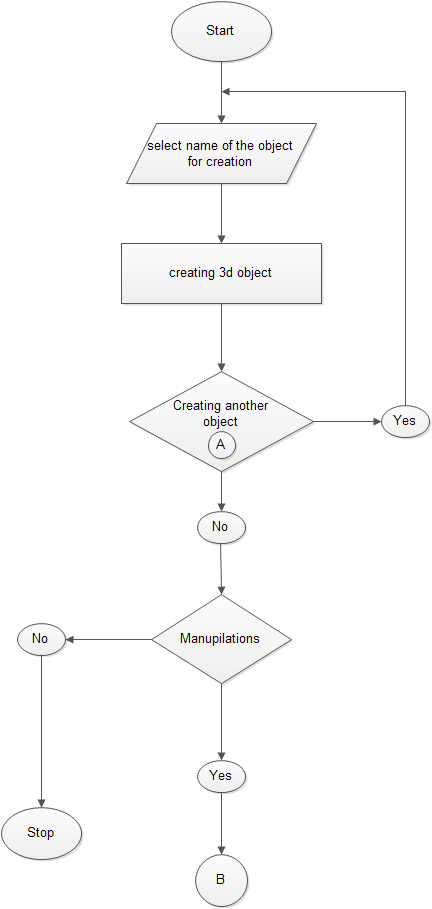 Start
select name of the object
for creation
creating 3d object
Creating another
object
A
Yes
No
Manupilations
No
Yes
Stop
B